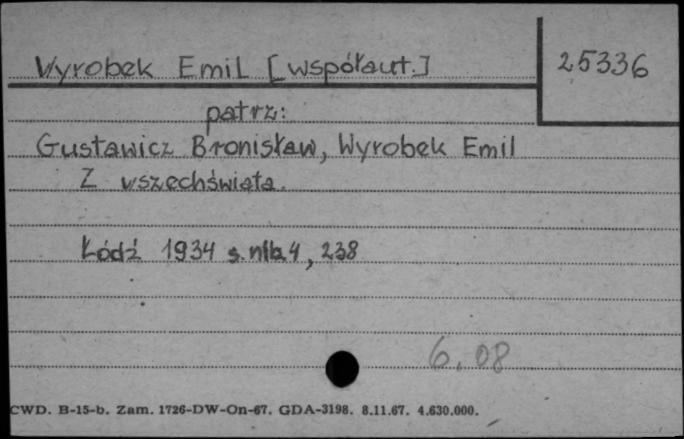 Wyrobek Emil [współaut.]
25336
patrz:
Gustawicz Bronisław, Wyrobek Emil
Z wszechświata.
Łódź 1934 s. nlb. 4, 238
6,08
CWD. B-15-b. Zam. 1726-DW-On-67. GDA-3198. 8.11.67. 4.630.000.